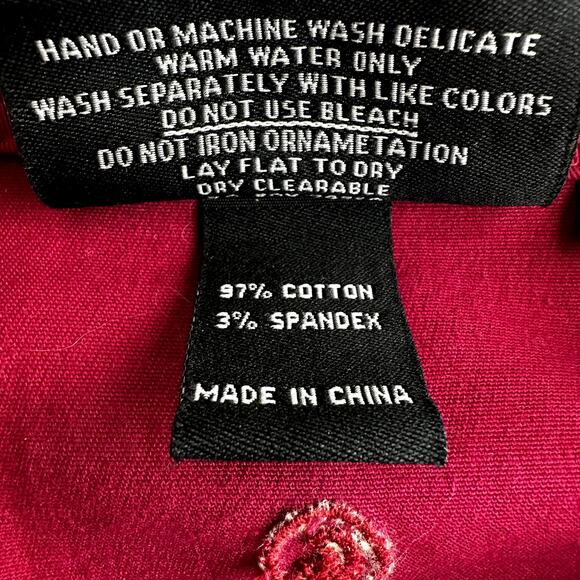 HAND OR MACHINE WASH DELICATE
WARM WATER ONLY
WASH SEPARATELY WITH LIKE COLORS
DO NOT USE BLEACH
DO NOT IRON ORNAMETATION
LAY FLAT TO DRY
DRY CLEARABLE
97% COTTON
3% SPANDEX
MADE IN CHINA